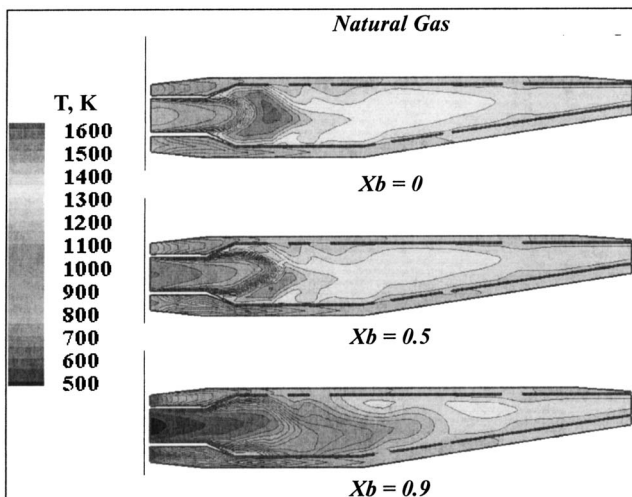 Natural Gas
T, K
1600
1500
1400
1300
1200
1100
1000
900
800
700
600
500
Xb = 0
Xb = 0.5
Xb = 0.9